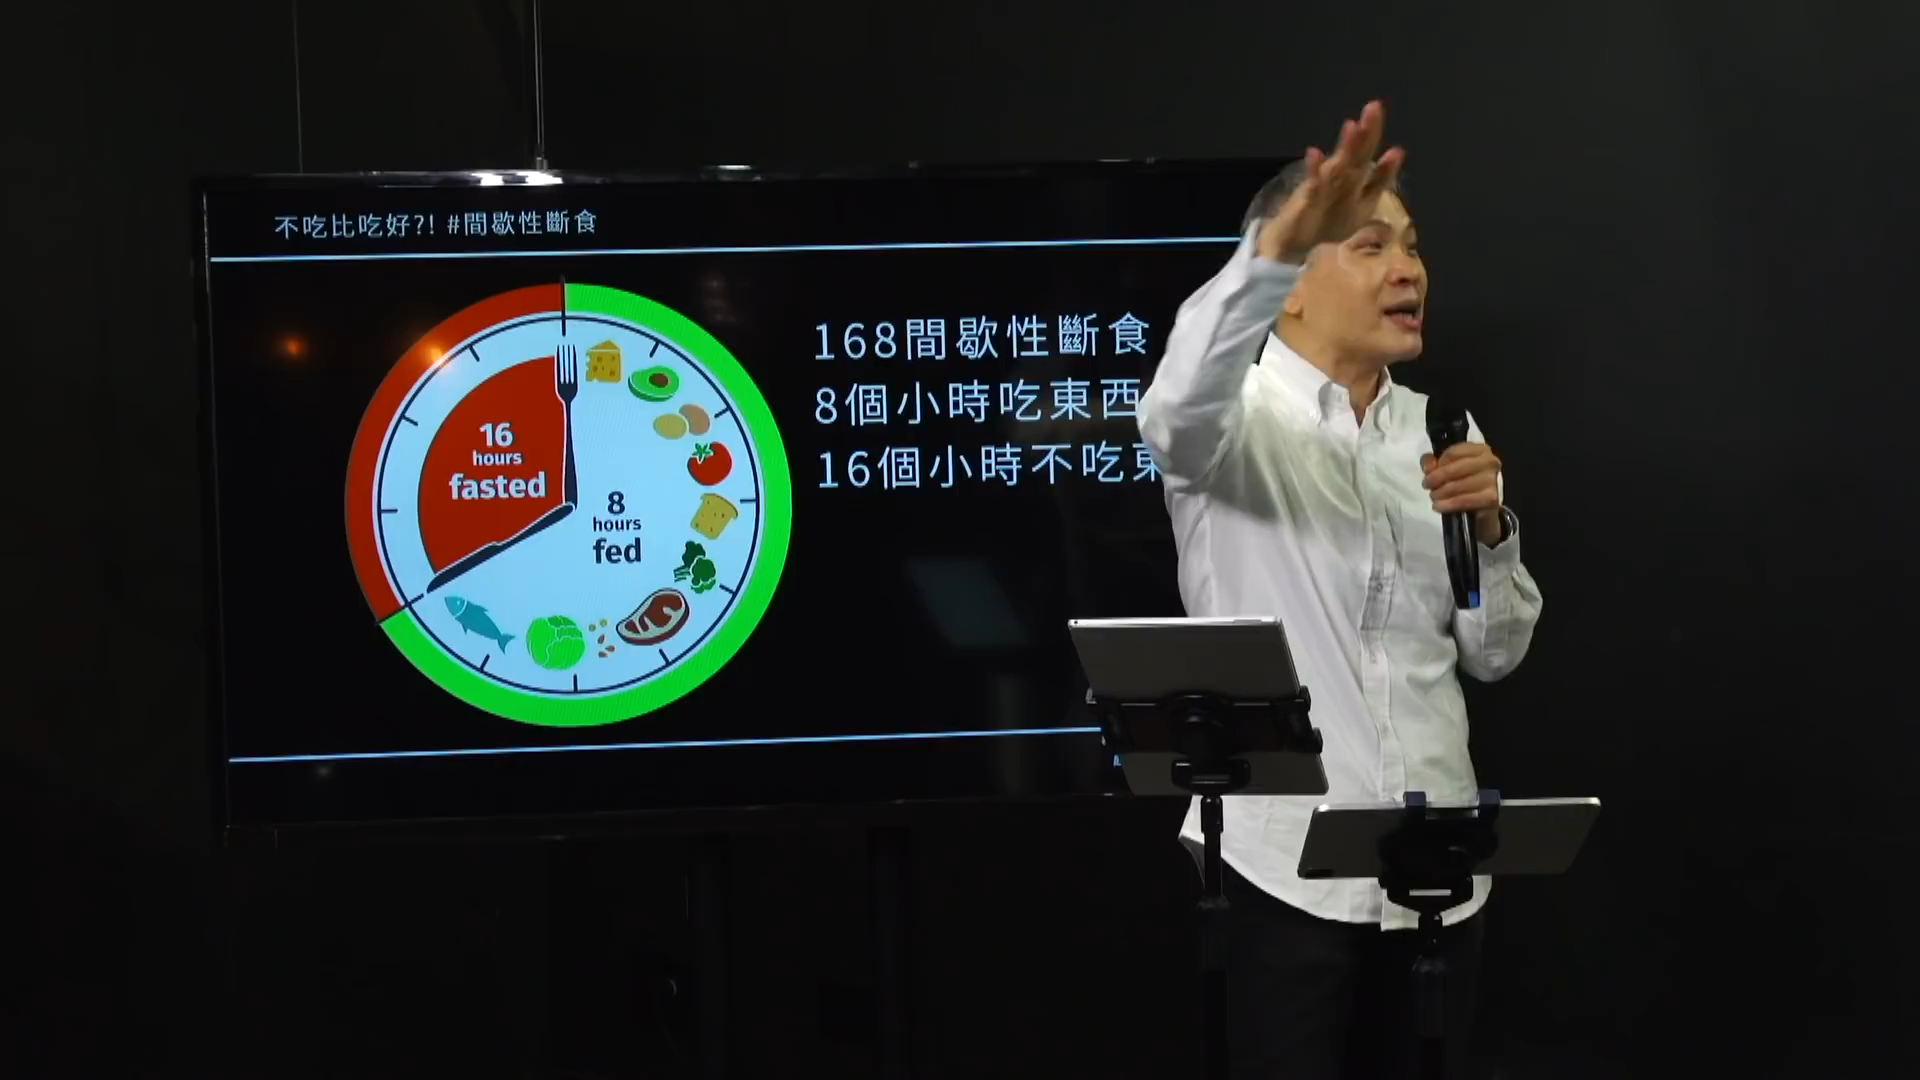 不吃比吃好?! #間歇性斷食
16
hours
fasted
8
hours
fed
168間歇性斷食
8個小時吃東西
16個小時不吃東